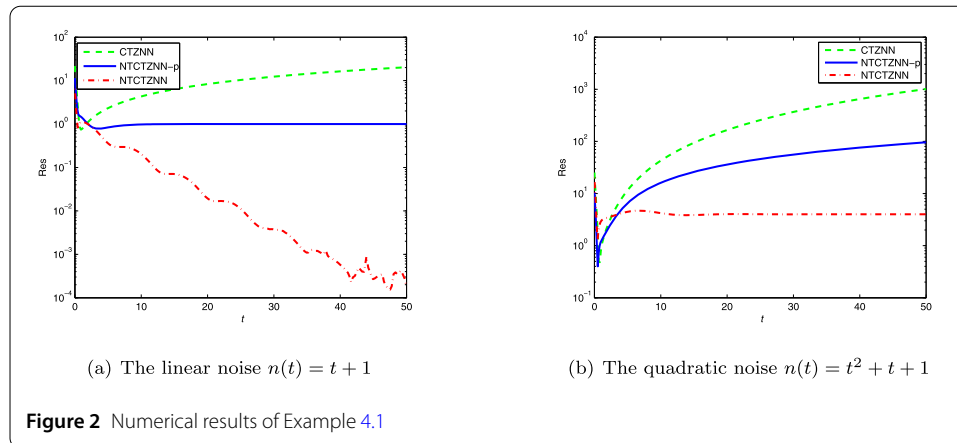 10^2
10^1
10^0
10^-1
10^-2
10^-3
10^-4
Res
0 10 20 30 40 50
t
CTZNN
NTCTZNN-p
NTCTZNN
10^4
10^3
10^2
10^1
10^0
10^-1
Res
0 10 20 30 40 50
t
CTZNN
NTCTZNN-p
NTCTZNN
(a) The linear noise n(t) = t + 1
(b) The quadratic noise n(t) = t^2 + t + 1
Figure 2 Numerical results of Example 4.1